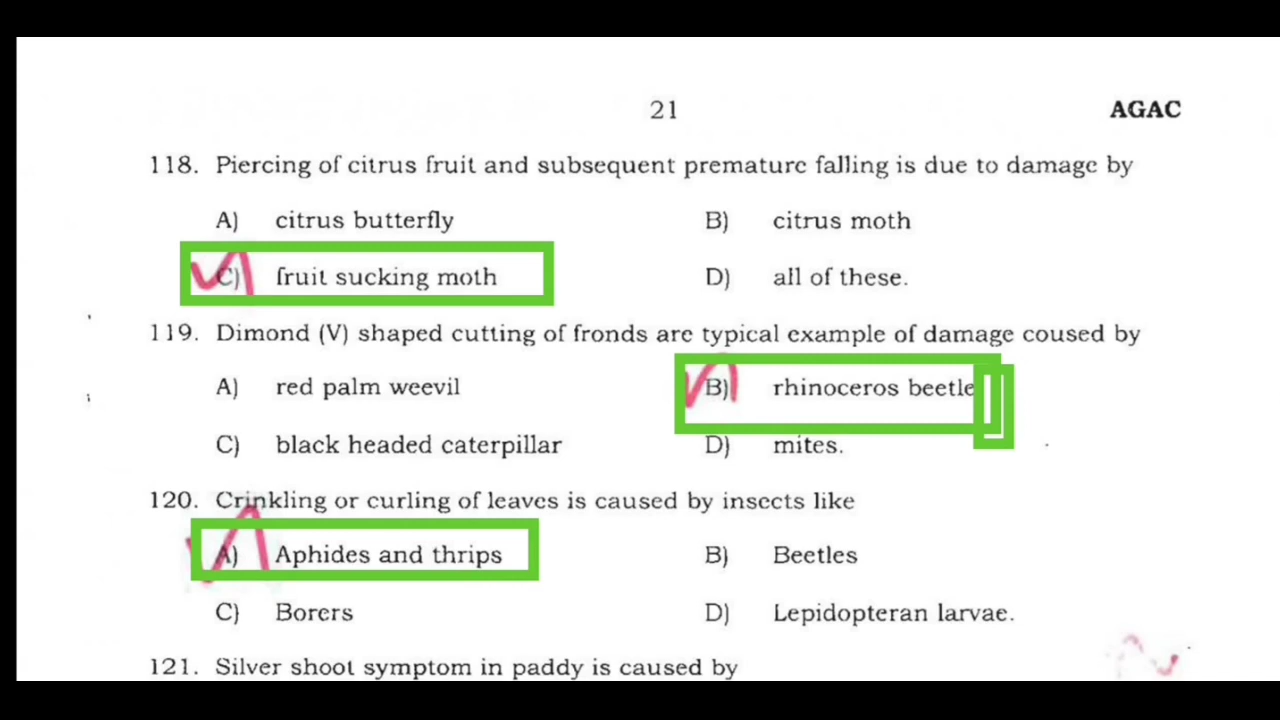 21 AGAC
118. Piercing of citrus fruit and subsequent premature falling is due to damage by
A) citrus butterfly B) citrus moth
C) fruit sucking moth D) all of these.
119. Dimond (V) shaped cutting of fronds are typical example of damage coused by
A) red palm weevil B) rhinoceros beetle
C) black headed caterpillar D) mites.
120. Crinkling or curling of leaves is caused by insects like
A) Aphides and thrips B) Beetles
C) Borers D) Lepidopteran larvae.
121. Silver shoot symptom in paddy is caused by